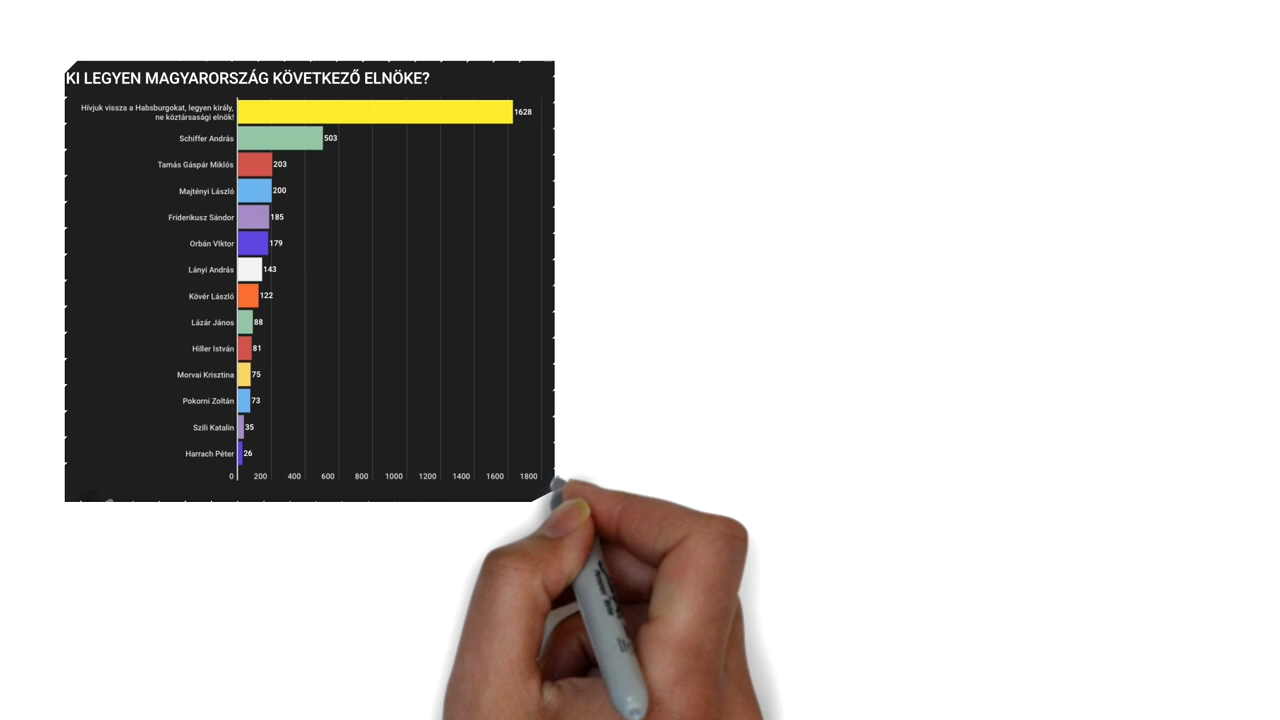 KI LEGYEN MAGYARORSZÁG KÖVETKEZŐ ELNÖKE?
Hívjuk vissza a Habsburgokat, legyen király,
ne köztársasági elnök! 1628
Schiffer András 503
Tamás Gáspár Miklós 203
Majtényi László 200
Friderikusz Sándor 185
Orbán VIktor 179
Lányi András 143
Kövér László 122
Lázár János 88
Hiller István 81
Morvai Krisztina 75
Pokorni Zoltán 73
Szili Katalin 35
Harrach Péter 26
0 200 400 600 800 1000 1200 1400 1600 1800